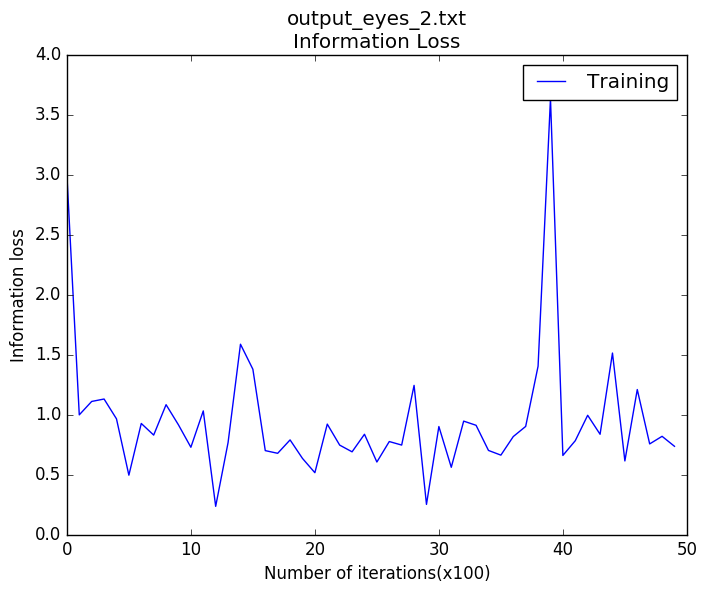 output_eyes_2.txt
Information Loss
Training
Information loss
4.0
3.5
3.0
2.5
2.0
1.5
1.0
0.5
0.0
0 10 20 30 40 50
Number of iterations(x100)